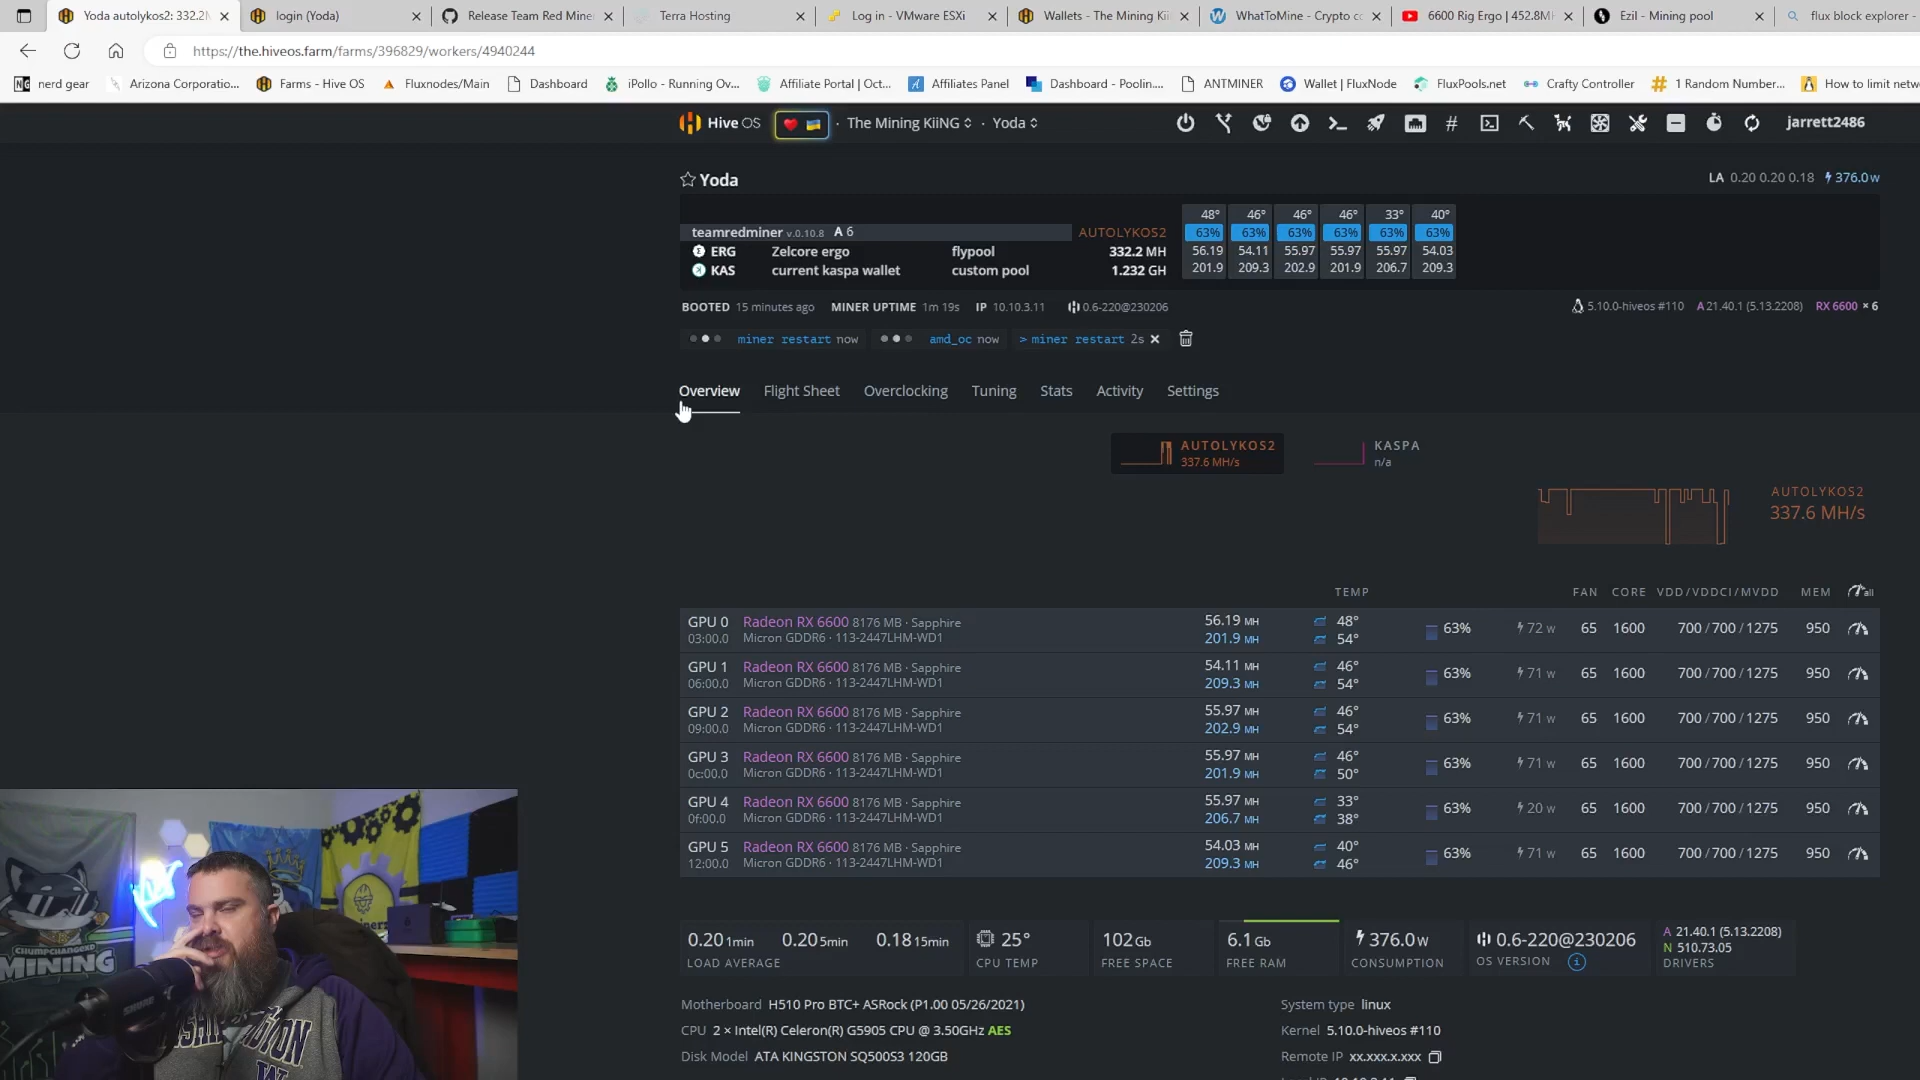 Yoda autolykos2: 332.2M
login (Yoda)
Release Team Red Mine
Terra Hosting
Log in - VMware ESXi
Wallets - The Mining Kii
WhatToMine - Crypto co
6600 Rig Ergo | 452.8MH
Ezil - Mining pool
flux block explorer -
https://the.hiveos.farm/farms/396829/workers/4940244
nerd gear
Arizona Corporatio...
Farms - Hive OS
Fluxnodes/Main
Dashboard
iPollo - Running Ov...
Affiliate Portal | Oct...
Affiliates Panel
Dashboard - Poolin....
ANTMINER
Wallet | FluxNode
FluxPools.net
Crafty Controller
1 Random Number...
How to limit netw
Hive OS · The Mining KiiNG · Yoda
jarrett2486
Yoda
LA 0.20 0.20 0.18 376.0 W
teamredminer v.0.10.8 A 6 AUTOLYKOS2
ERG Zelcore ergo flypool 332.2 MH
KAS current kaspa wallet custom pool 1.232 GH
48° 46° 46° 46° 33° 40°
63% 63% 63% 63% 63% 63%
56.19 54.11 55.97 55.97 55.97 54.03
201.9 209.3 202.9 201.9 206.7 209.3
BOOTED 15 minutes ago MINER UPTIME 1m 19s IP 10.10.3.11 0.6-220@230206
5.10.0-hiveos #110 A 21.40.1 (5.13.2208) RX 6600 × 6
miner restart now amd_oc now > miner restart 2s ×
Overview Flight Sheet Overclocking Tuning Stats Activity Settings
AUTOLYKOS2
337.6 MH/s
KASPA
n/a
AUTOLYKOS2
337.6 MH/s
TEMP FAN CORE VDD/VDDCI/MVDD MEM all
GPU 0 Radeon RX 6600 8176 MB · Sapphire 56.19 MH 48°
03:00.0 Micron GDDR6 · 113-2447LHM-WD1 201.9 MH 54°
63% 72 W 65 1600 700 / 700 / 1275 950
GPU 1 Radeon RX 6600 8176 MB · Sapphire 54.11 MH 46°
06:00.0 Micron GDDR6 · 113-2447LHM-WD1 209.3 MH 54°
63% 71 W 65 1600 700 / 700 / 1275 950
GPU 2 Radeon RX 6600 8176 MB · Sapphire 55.97 MH 46°
09:00.0 Micron GDDR6 · 113-2447LHM-WD1 202.9 MH 54°
63% 71 W 65 1600 700 / 700 / 1275 950
GPU 3 Radeon RX 6600 8176 MB · Sapphire 55.97 MH 46°
0c:00.0 Micron GDDR6 · 113-2447LHM-WD1 201.9 MH 50°
63% 71 W 65 1600 700 / 700 / 1275 950
GPU 4 Radeon RX 6600 8176 MB · Sapphire 55.97 MH 33°
0f:00.0 Micron GDDR6 · 113-2447LHM-WD1 206.7 MH 38°
63% 20 W 65 1600 700 / 700 / 1275 950
GPU 5 Radeon RX 6600 8176 MB · Sapphire 54.03 MH 40°
12:00.0 Micron GDDR6 · 113-2447LHM-WD1 209.3 MH 46°
63% 71 W 65 1600 700 / 700 / 1275 950
0.20 1min 0.20 5min 0.18 15min
LOAD AVERAGE
25°
CPU TEMP
102 Gb
FREE SPACE
6.1 Gb
FREE RAM
376.0 W
CONSUMPTION
0.6-220@230206
OS VERSION
A 21.40.1 (5.13.2208)
N 510.73.05
DRIVERS
Motherboard H510 Pro BTC+ ASRock (P1.00 05/26/2021)
CPU 2 × Intel(R) Celeron(R) G5905 CPU @ 3.50GHz AES
Disk Model ATA KINGSTON SQ500S3 120GB
System type linux
Kernel 5.10.0-hiveos #110
Remote IP xx.xxx.x.xxx
CHUMPCHANGEXD
MINING